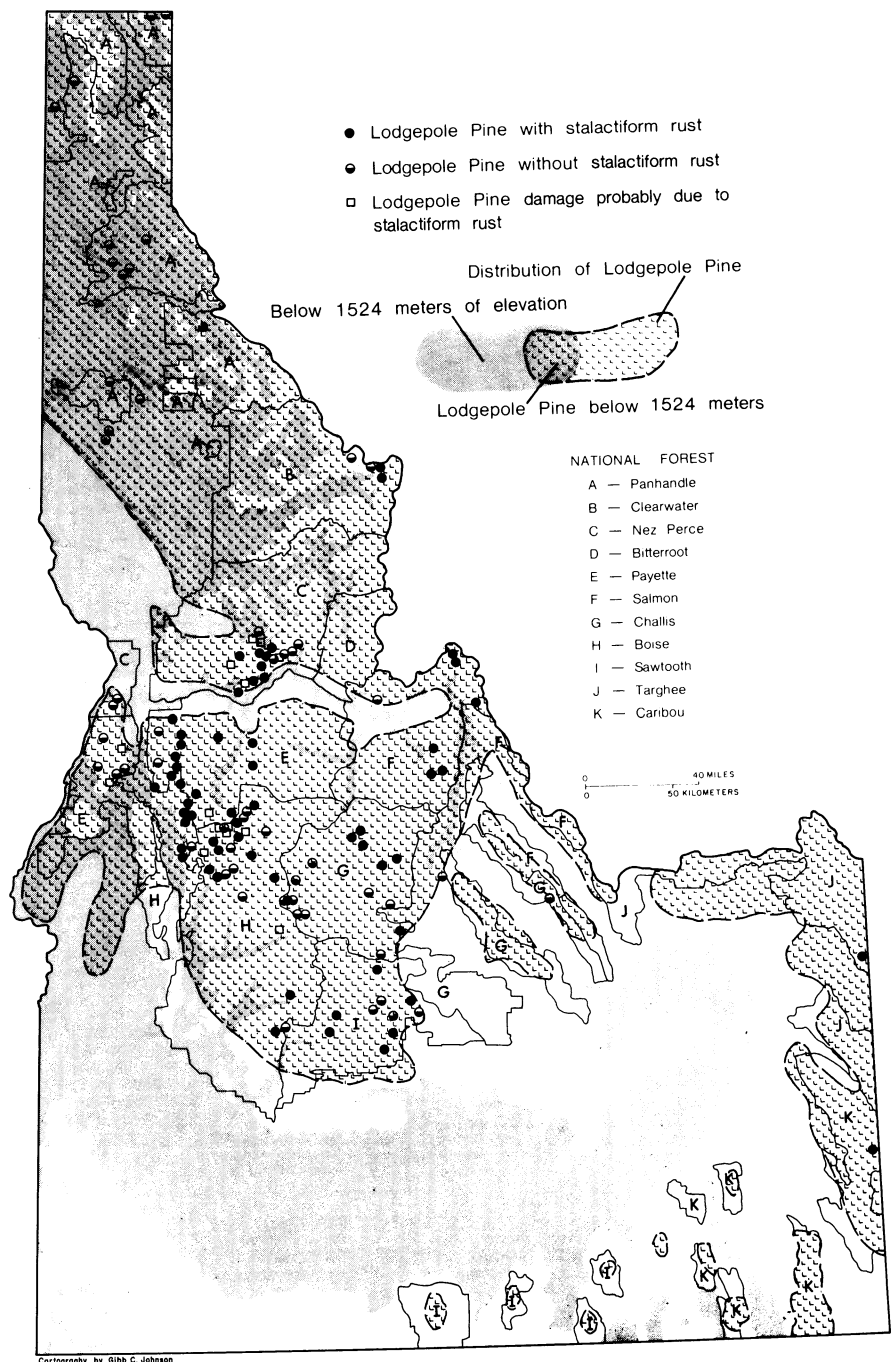 Lodgepole Pine with stalactiform rust
Lodgepole Pine without stalactiform rust
Lodgepole Pine damage probably due to
stalactiform rust
Distribution of Lodgepole Pine
Below 1524 meters of elevation
Lodgepole Pine below 1524 meters
NATIONAL FOREST
A — Panhandle
B — Clearwater
C — Nez Perce
D — Bitterroot
E — Payette
F — Salmon
G — Challis
H — Boise
I — Sawtooth
J — Targhee
K — Caribou
0 40 MILES
0 50 KILOMETERS
A A
A
A
A
A
A A
A
B
C
D
C
E
F
F
F
F
G
G
E
H
H
G
G
I
J
J
J
K
K
K
K
K
K
I
I
I
I
Cartography by Gibb C. Johnson